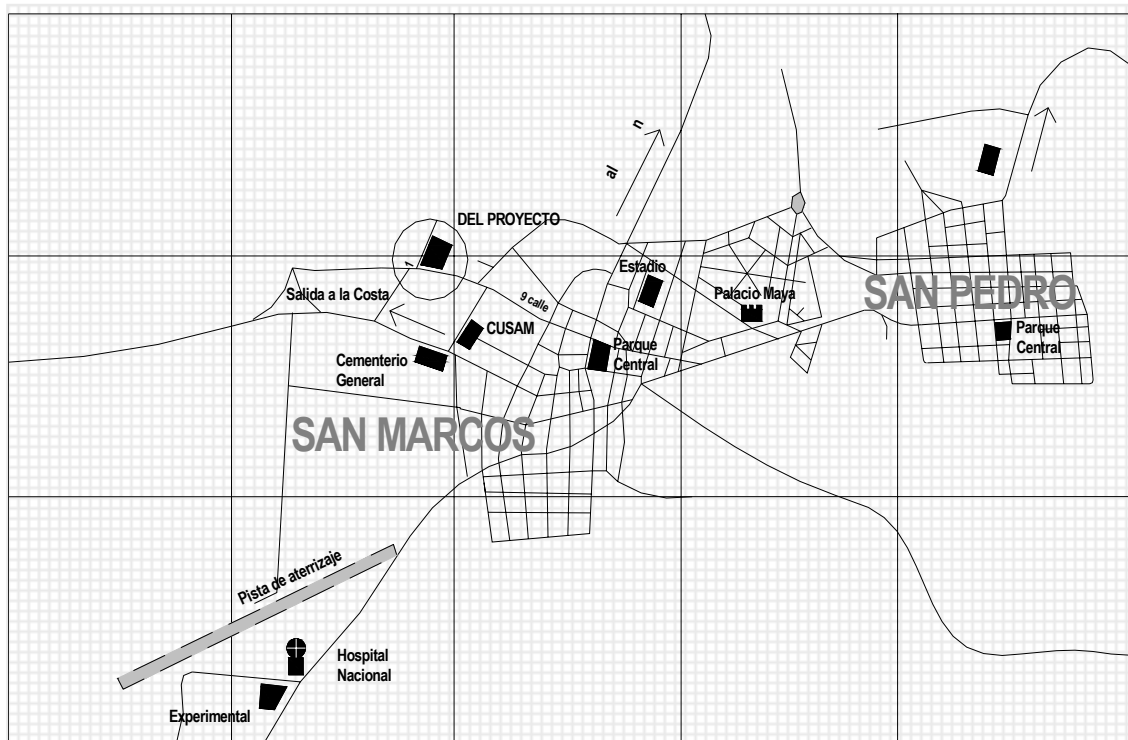 n
al
DEL PROYECTO
1
Estadio
Salida a la Costa
9 calle
Palacio Maya
SAN PEDRO
CUSAM
Parque
Central
Parque
Central
Cementerio
General
SAN MARCOS
Pista de aterrizaje
Hospital
Nacional
Experimental